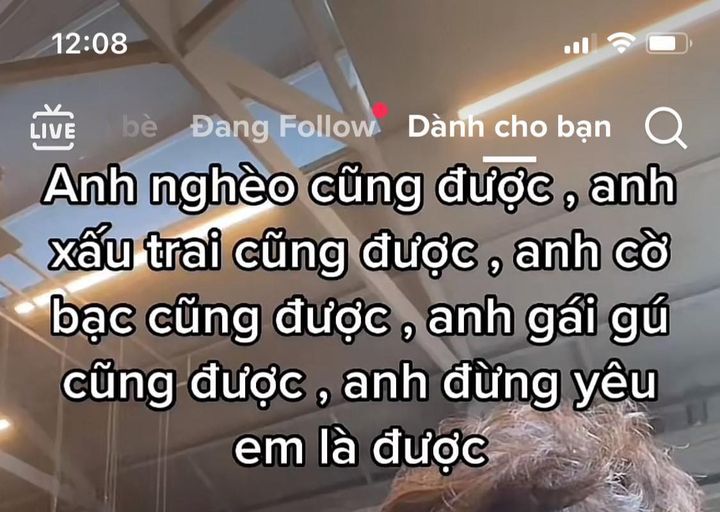 12:08
LIVE bè Đang Follow Dành cho bạn
Anh nghèo cũng được , anh
xấu trai cũng được , anh cờ
bạc cũng được , anh gái gú
cũng được , anh đừng yêu
em là được